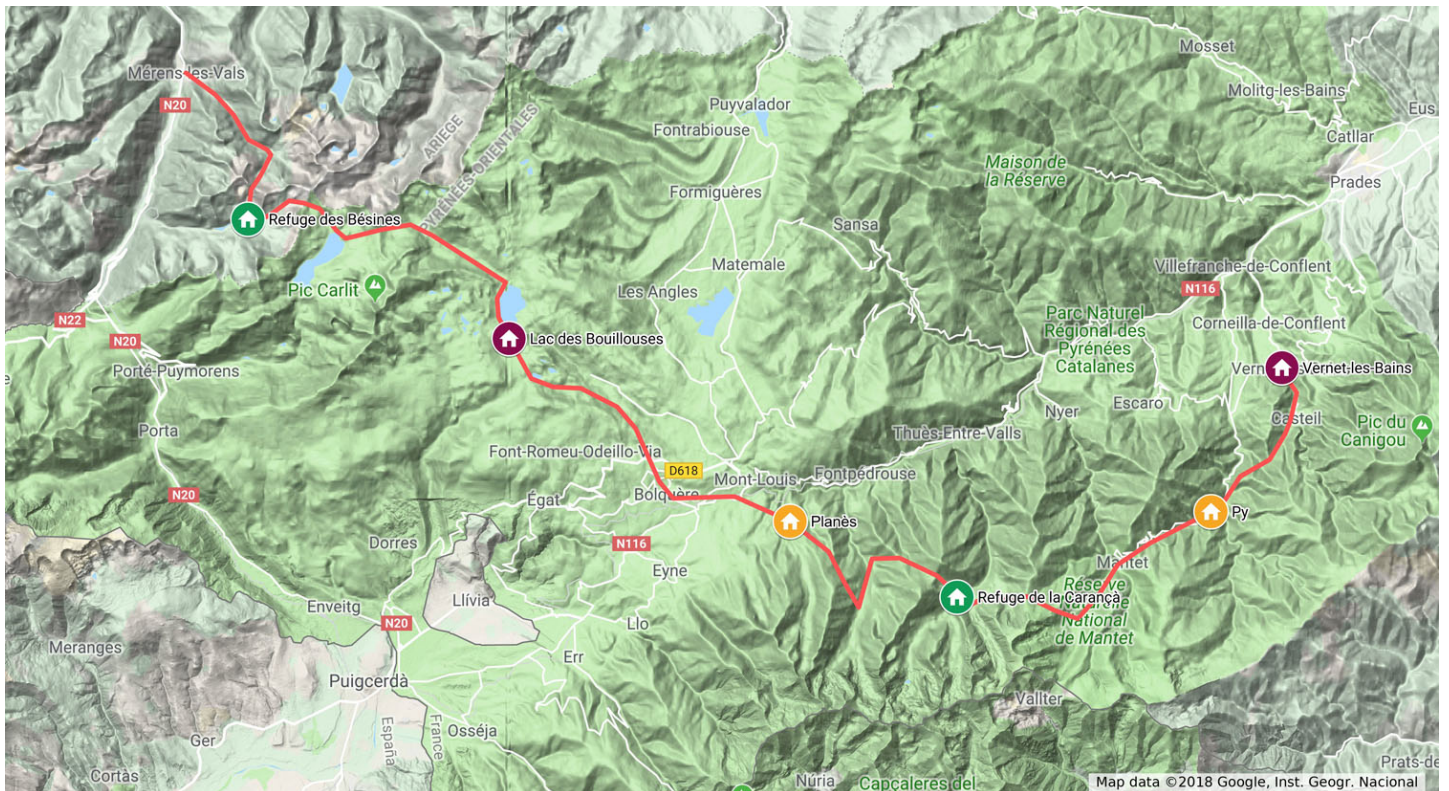 Mosset
Mérens-les-Vals
Molitg-les-Bains
N20
Puyvalador
Eus
Fontrabiouse
ARIEGE
PYRÉNÉES-ORIENTALES
Catllar
Maison de
la Réserve
Formiguères
Prades
Refuge des Bésines
Sansa
Matemale
Villefranche-de-Conflent
Pic Carlit
Les Angles
N116
N22
Parc Naturel
Régional des
Pyrénées
Catalanes
Corneilla-de-Conflent
N20
Lac des Bouillouses
Porté-Puymorens
Vernet-les-Bains
Escaro
Nyer
Casteil
Pic du
Canigou
Porta
Thuès-Entre-Valls
Font-Romeu-Odeillo-Via
D618
Mont-Louis
Fontpédrouse
N20
Égat
Bolquère
Planès
Py
Dorres
N116
Mantet
Eyne
Réserve
Naturelle
National
de Mantet
Refuge de la Carançà
Llívia
Enveitg
N20
Llo
Meranges
Err
Puigcerdà
Vallter
Ger
España
France
Osséja
Cortàs
Núria
Capçaleres del
Prats-de
Map data ©2018 Google, Inst. Geogr. Nacional